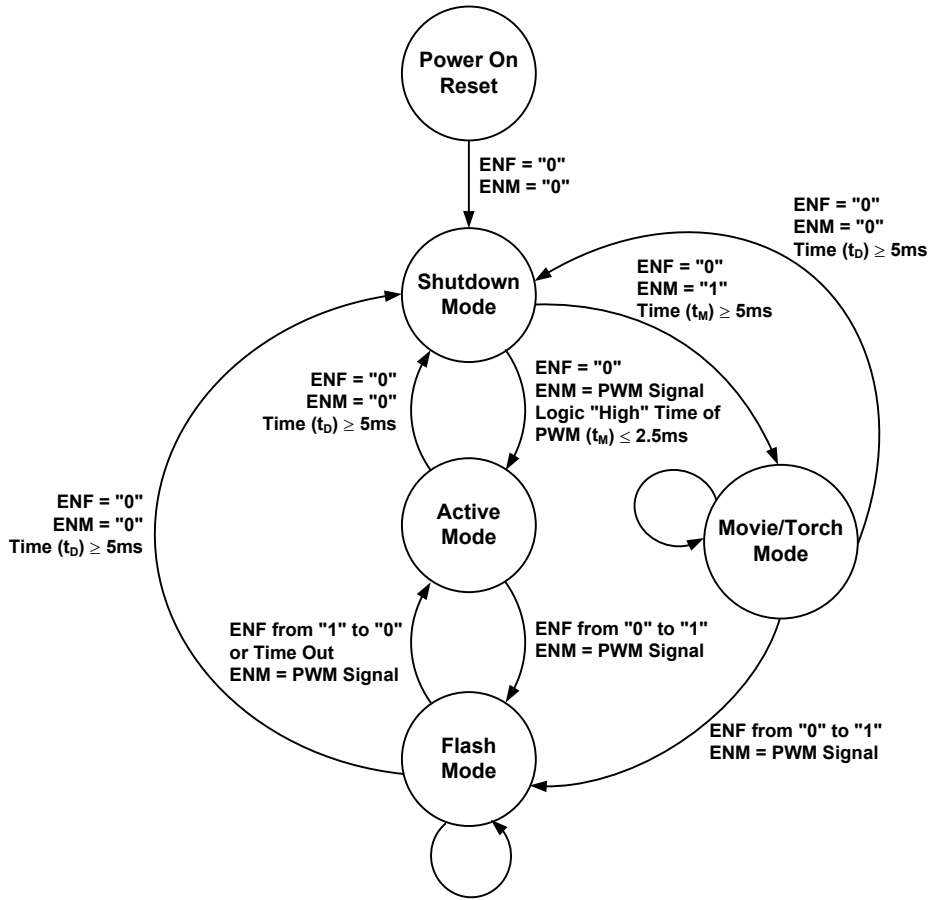 Power On
Reset
ENF = "0"
ENM = "0"
ENF = "0"
ENM = "0"
Time (tD) ≥ 5ms
Shutdown
Mode
ENF = "0"
ENM = "1"
Time (tM) ≥ 5ms
ENF = "0"
ENM = "0"
Time (tD) ≥ 5ms
ENF = "0"
ENM = PWM Signal
Logic "High" Time of
PWM (tM) ≤ 2.5ms
ENF = "0"
ENM = "0"
Time (tD) ≥ 5ms
Active
Mode
Movie/Torch
Mode
ENF from "1" to "0"
or Time Out
ENM = PWM Signal
ENF from "0" to "1"
ENM = PWM Signal
ENF from "0" to "1"
ENM = PWM Signal
Flash
Mode